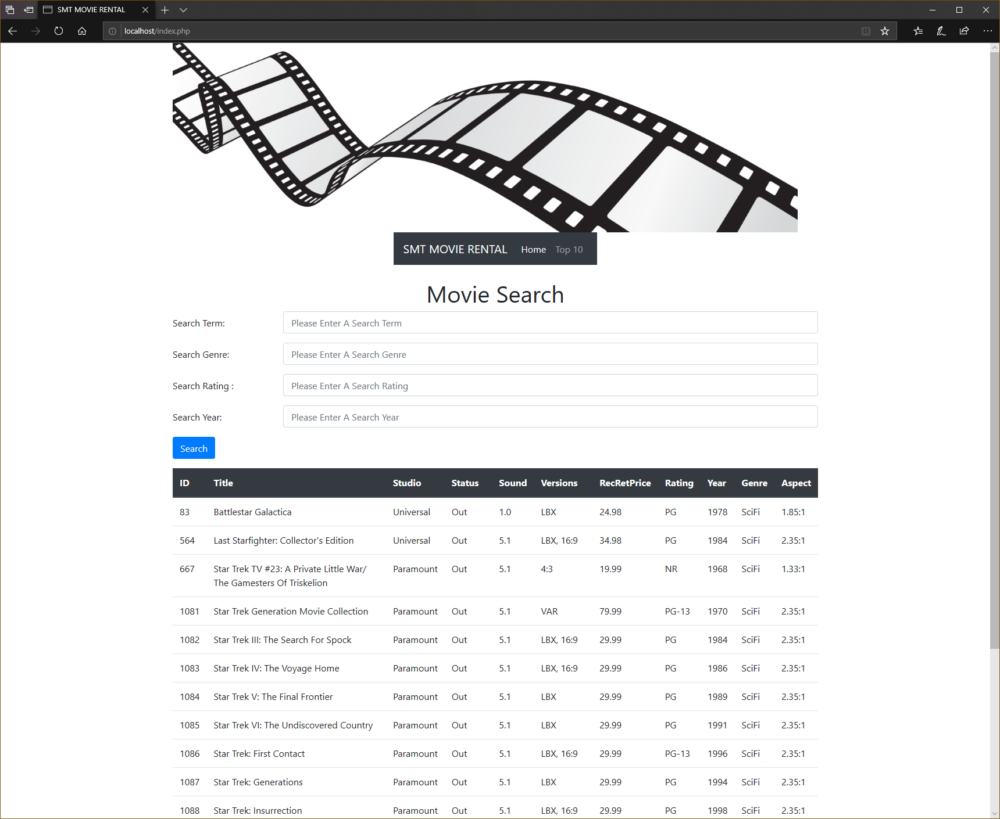 SMT MOVIE RENTAL
localhost/index.php
SMT MOVIE RENTAL Home Top 10
Movie Search
Search Term: Please Enter A Search Term
Search Genre: Please Enter A Search Genre
Search Rating : Please Enter A Search Rating
Search Year: Please Enter A Search Year
Search
ID Title Studio Status Sound Versions RecRetPrice Rating Year Genre Aspect
83 Battlestar Galactica Universal Out 1.0 LBX 24.98 PG 1978 SciFi 1.85:1
564 Last Starfighter: Collector's Edition Universal Out 5.1 LBX, 16:9 34.98 PG 1984 SciFi 2.35:1
667 Star Trek TV #23: A Private Little War/ Paramount Out 5.1 4:3 19.99 NR 1968 SciFi 1.33:1
The Gamesters Of Triskelion
1081 Star Trek Generation Movie Collection Paramount Out 5.1 VAR 79.99 PG-13 1970 SciFi 2.35:1
1082 Star Trek III: The Search For Spock Paramount Out 5.1 LBX, 16:9 29.99 PG 1984 SciFi 2.35:1
1083 Star Trek IV: The Voyage Home Paramount Out 5.1 LBX, 16:9 29.99 PG 1986 SciFi 2.35:1
1084 Star Trek V: The Final Frontier Paramount Out 5.1 LBX 29.99 PG 1989 SciFi 2.35:1
1085 Star Trek VI: The Undiscovered Country Paramount Out 5.1 LBX 29.99 PG 1991 SciFi 2.35:1
1086 Star Trek: First Contact Paramount Out 5.1 LBX, 16:9 29.99 PG-13 1996 SciFi 2.35:1
1087 Star Trek: Generations Paramount Out 5.1 LBX 29.99 PG 1994 SciFi 2.35:1
1088 Star Trek: Insurrection Paramount Out 5.1 LBX, 16:9 29.99 PG 1998 SciFi 2.35:1